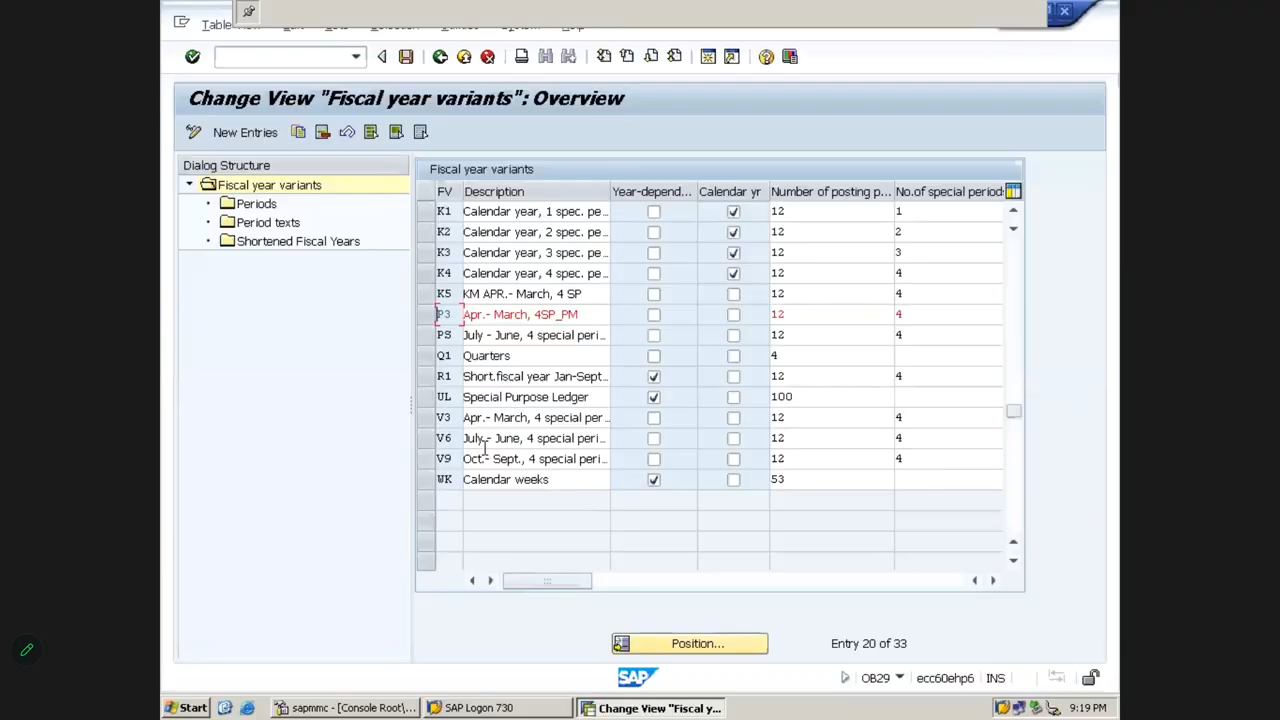 Table
Change View "Fiscal year variants": Overview
New Entries
Dialog Structure
Fiscal year variants
Periods
Period texts
Shortened Fiscal Years
Fiscal year variants
FV Description Year-depend... Calendar yr Number of posting p... No.of special periods
K1 Calendar year, 1 spec. pe... 12 1
K2 Calendar year, 2 spec. pe... 12 2
K3 Calendar year, 3 spec. pe... 12 3
K4 Calendar year, 4 spec. pe... 12 4
K5 KM APR.- March, 4 SP 12 4
P3 Apr.- March, 4SP_PM 12 4
PS July - June, 4 special peri... 12 4
Q1 Quarters 4
R1 Short.fiscal year Jan-Sept... 12 4
UL Special Purpose Ledger 100
V3 Apr.- March, 4 special per... 12 4
V6 July - June, 4 special peri... 12 4
V9 Oct.- Sept., 4 special peri... 12 4
WK Calendar weeks 53
Position... Entry 20 of 33
SAP OB29 ecc60ehp6 INS
Start sapmmc - [Console Root\... SAP Logon 730 Change View "Fiscal y... 9:19 PM